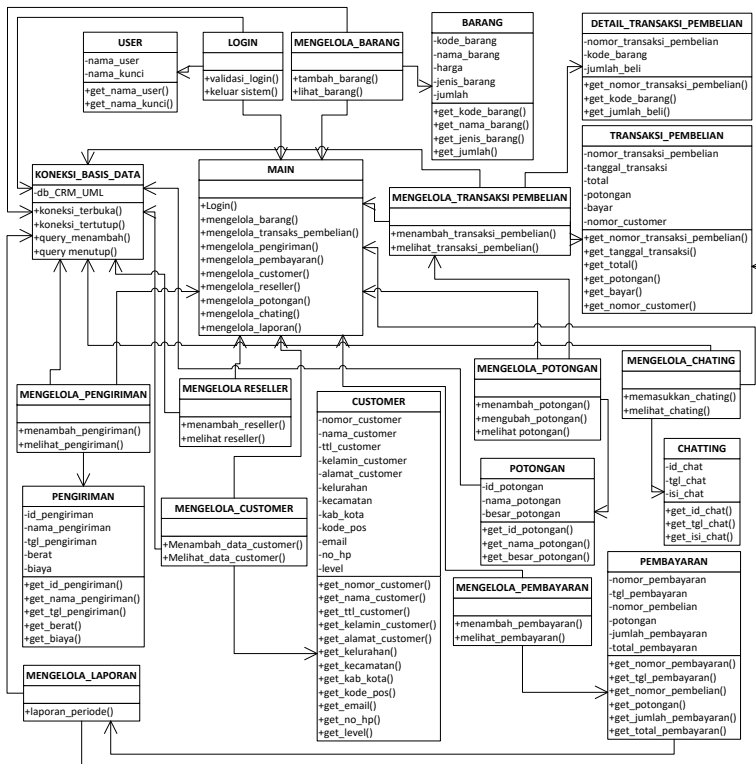 USER
-nama_user
-nama_kunci
+get_nama_user()
+get_nama_kunci()
LOGIN
+validasi_login()
+keluar sistem()
MENGELOLA_BARANG
+tambah_barang()
+lihat_barang()
BARANG
-kode_barang
-nama_barang
-harga
-jenis_barang
-jumlah
+get_kode_barang()
+get_nama_barang()
+get_jenis_barang()
+get_jumlah()
DETAIL_TRANSAKSI_PEMBELIAN
-nomor_transaksi_pembelian
-kode_barang
-jumlah_beli
+get_nomor_transaksi_pembelian()
+get_kode_barang()
+get_jumlah_beli()
KONEKSI_BASIS_DATA
-db_CRM_UML
+koneksi_terbuka()
+koneksi_tertutup()
+query_menambah()
+query menutup()
MAIN
+Login()
+mengelola_barang()
+mengelola_transaks_pembelian()
+mengelola_pengiriman()
+mengelola_pembayaran()
+mengelola_customer()
+mengelola_reseller()
+mengelola_potongan()
+mengelola_chating()
+mengelola_laporan()
MENGELOLA_TRANSAKSI PEMBELIAN
+menambah_transaksi_pembelian()
+melihat_transaksi_pembelian()
TRANSAKSI_PEMBELIAN
-nomor_transaksi_pembelian
-tanggal_transaksi
-total
-potongan
-bayar
-nomor_customer
+get_nomor_transaksi_pembelian()
+get_tanggal_transaksi()
+get_total()
+get_potongan()
+get_bayar()
+get_nomor_customer()
MENGELOLA_PENGIRIMAN
+menambah_pengiriman()
+melihat_pengiriman()
MENGELOLA RESELLER
+menambah_reseller()
+melihat reseller()
CUSTOMER
-nomor_customer
-nama_customer
-ttl_customer
-kelamin_customer
-alamat_customer
-kelurahan
-kecamatan
-kab_kota
-kode_pos
-email
-no_hp
-level
+get_nomor_customer()
+get_nama_customer()
+get_ttl_customer()
+get_kelamin_customer()
+get_alamat_customer()
+get_kelurahan()
+get_kecamatan()
+get_kab_kota()
+get_kode_pos()
+get_email()
+get_no_hp()
+get_level()
MENGELOLA_POTONGAN
+menambah_potongan()
+mengubah_potongan()
+melihat potongan()
MENGELOLA_CHATING
+memasukkan_chating()
+melihat_chating()
CHATTING
-id_chat
-tgl_chat
-isi_chat
+get_id_chat()
+get_tgl_chat()
+get_isi_chat()
POTONGAN
-id_potongan
-nama_potongan
-besar_potongan
+get_id_potongan()
+get_nama_potongan()
+get_besar_potongan()
PENGIRIMAN
-id_pengiriman
-nama_pengiriman
-tgl_pengiriman
-berat
-biaya
+get_id_pengiriman()
+get_nama_pengiriman()
+get_tgl_pengiriman()
+get_berat()
+get_biaya()
MENGELOLA_CUSTOMER
+Menambah_data_customer()
+Melihat_data_customer()
MENGELOLA_PEMBAYARAN
+menambah_pembayaran()
+melihat_pembayaran()
PEMBAYARAN
-nomor_pembayaran
-tgl_pembayaran
-nomor_pembelian
-potongan
-jumlah_pembayaran
-total_pembayaran
+get_nomor_pembayaran()
+get_tgl_pembayaran()
+get_nomor_pembelian()
+get_potongan()
+get_jumlah_pembayaran()
+get_total_pembayaran()
MENGELOLA_LAPORAN
+laporan_periode()